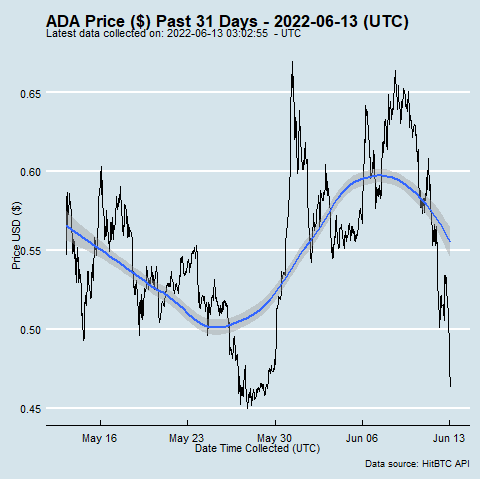 ADA Price ($) Past 31 Days - 2022-06-13 (UTC)
Latest data collected on: 2022-06-13 03:02:55  - UTC
Price USD ($)
0.65
0.60
0.55
0.50
0.45
May 16
May 23
May 30
Jun 06
Jun 13
Date Time Collected (UTC)
Data source: HitBTC API